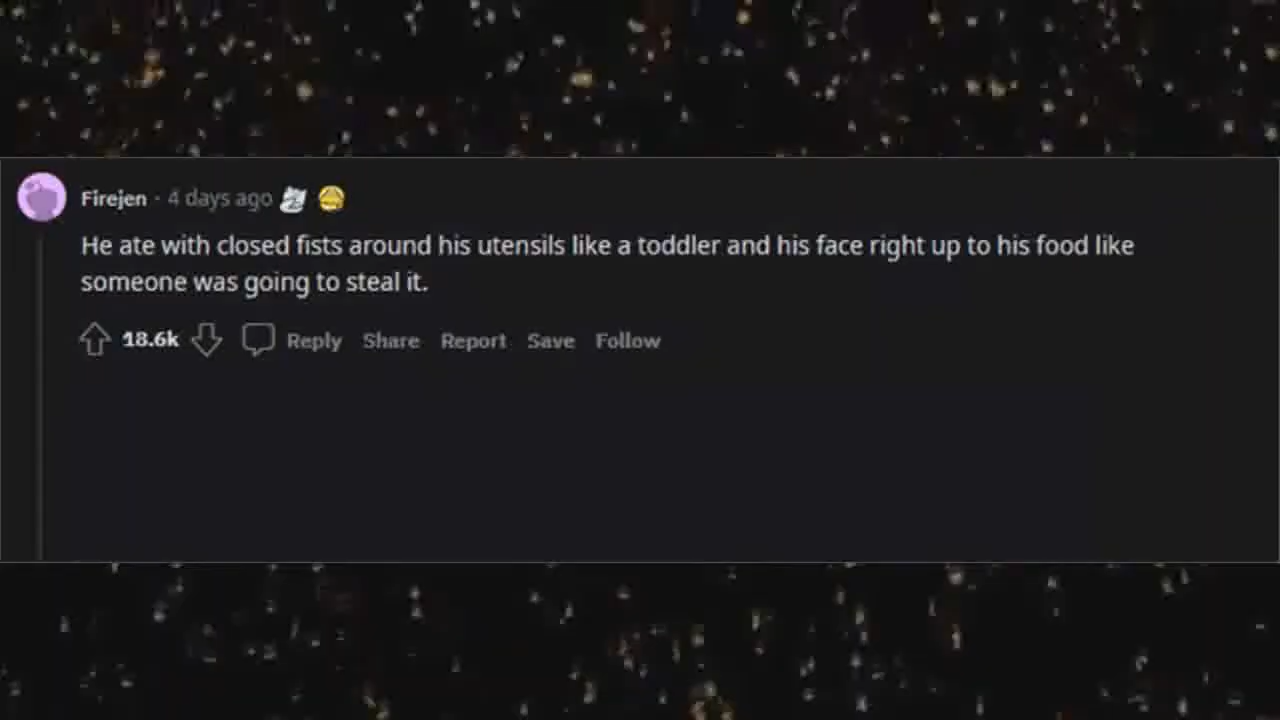 Firejen · 4 days ago
He ate with closed fists around his utensils like a toddler and his face right up to his food like
someone was going to steal it.
18.6k Reply Share Report Save Follow